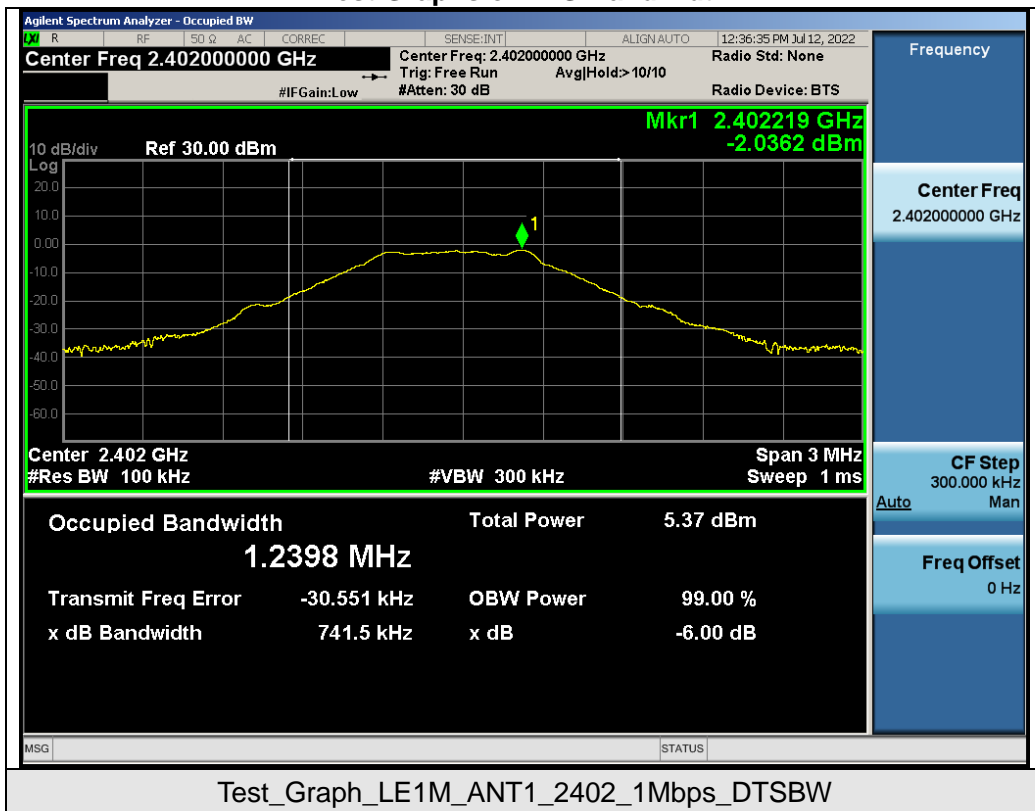 Agilent Spectrum Analyzer - Occupied BW
LXI R RF 50 Ω AC CORREC SENSE:INT ALIGN AUTO 12:36:35 PM Jul 12, 2022
Center Freq 2.402000000 GHz Center Freq: 2.402000000 GHz Radio Std: None
Trig: Free Run Avg|Hold:>10/10
#IFGain:Low #Atten: 30 dB Radio Device: BTS
Frequency
Mkr1 2.402219 GHz
-2.0362 dBm
10 dB/div Ref 30.00 dBm
Log
20.0
10.0
0.00
-10.0
-20.0
-30.0
-40.0
-50.0
-60.0
1
Center 2.402 GHz Span 3 MHz
#Res BW 100 kHz #VBW 300 kHz Sweep 1 ms
Center Freq
2.402000000 GHz
CF Step
300.000 kHz
Auto Man
Freq Offset
0 Hz
Occupied Bandwidth Total Power 5.37 dBm
1.2398 MHz
Transmit Freq Error -30.551 kHz OBW Power 99.00 %
x dB Bandwidth 741.5 kHz x dB -6.00 dB
MSG STATUS
Test_Graph_LE1M_ANT1_2402_1Mbps_DTSBW